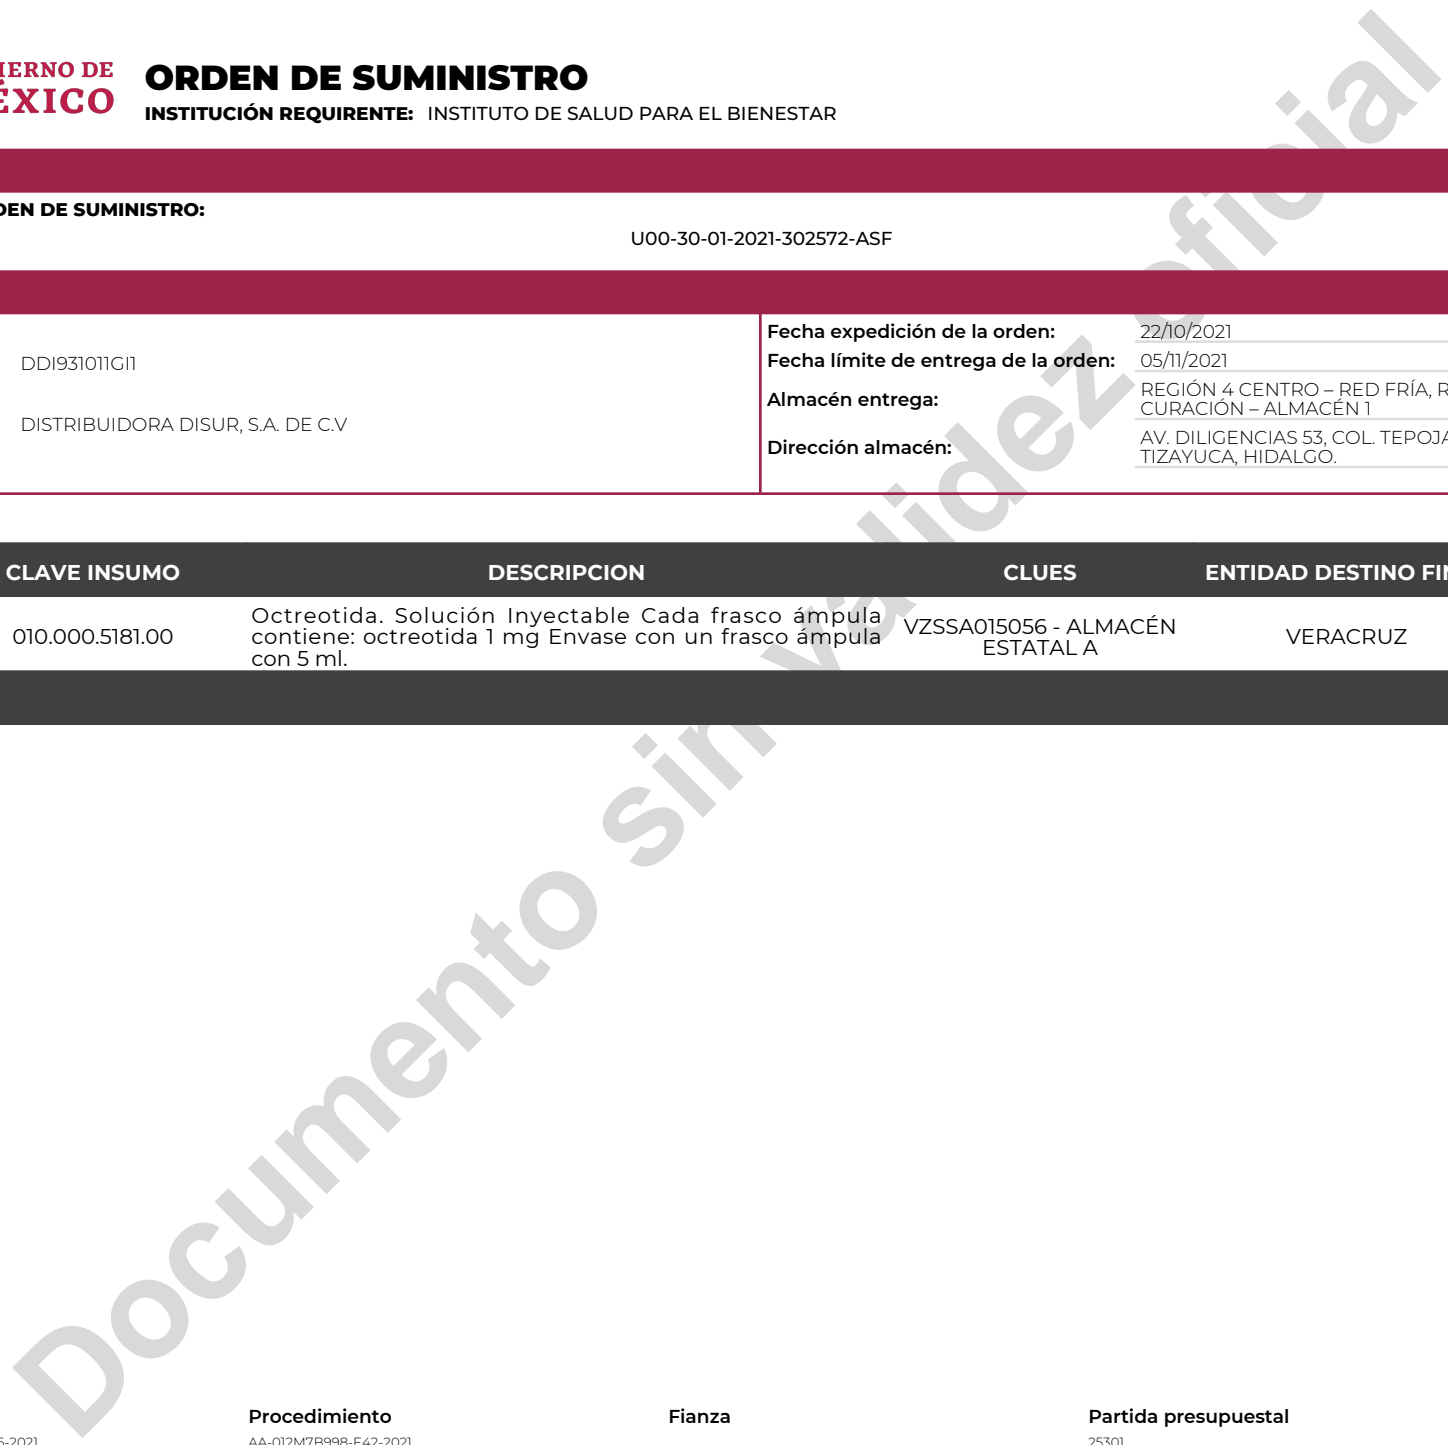 IERNO DE
ÉXICO
ORDEN DE SUMINISTRO
INSTITUCIÓN REQUIRENTE: INSTITUTO DE SALUD PARA EL BIENESTAR
DEN DE SUMINISTRO:
U00-30-01-2021-302572-ASF
DDI931011GI1
DISTRIBUIDORA DISUR, S.A. DE C.V
Fecha expedición de la orden: 22/10/2021
Fecha límite de entrega de la orden: 05/11/2021
Almacén entrega: REGIÓN 4 CENTRO – RED FRÍA, R
CURACIÓN – ALMACÉN 1
Dirección almacén: AV. DILIGENCIAS 53, COL. TEPOJA
TIZAYUCA, HIDALGO.
CLAVE INSUMO DESCRIPCION CLUES ENTIDAD DESTINO FIN
010.000.5181.00
Octreotida. Solución Inyectable Cada frasco ámpula
contiene: octreotida 1 mg Envase con un frasco ámpula
con 5 ml.
VZSSA015056 - ALMACÉN
ESTATAL A
VERACRUZ
Documento sin validez oficial
Procedimiento Fianza Partida presupuestal
-2021 AA-012M7B998-E42-2021 25301